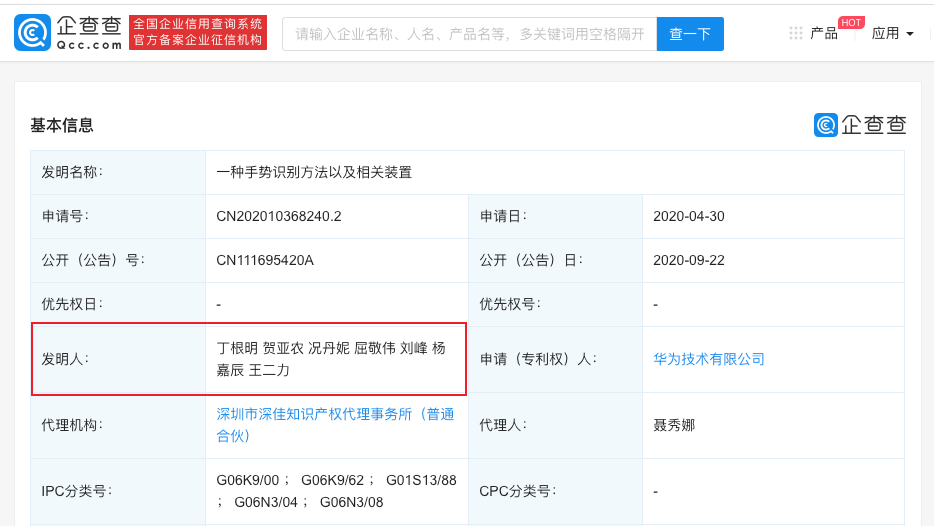 企查查
Qcc.com
全国企业信用查询系统
官方备案企业征信机构
请输入企业名称、人名、产品名等，多关键词用空格隔开
查一下
产品
HOT
应用
基本信息
企查查
发明名称：
一种手势识别方法以及相关装置
申请号：
CN202010368240.2
申请日：
2020-04-30
公开（公告）号：
CN111695420A
公开（公告）日：
2020-09-22
优先权日：
-
优先权号：
-
发明人：
丁根明 贺亚农 况丹妮 屈敬伟 刘峰 杨
嘉辰 王二力
申请（专利权）人：
华为技术有限公司
代理机构：
深圳市深佳知识产权代理事务所（普通
合伙）
代理人：
聂秀娜
IPC分类号：
G06K9/00； G06K9/62； G01S13/88
； G06N3/04； G06N3/08
CPC分类号：
-